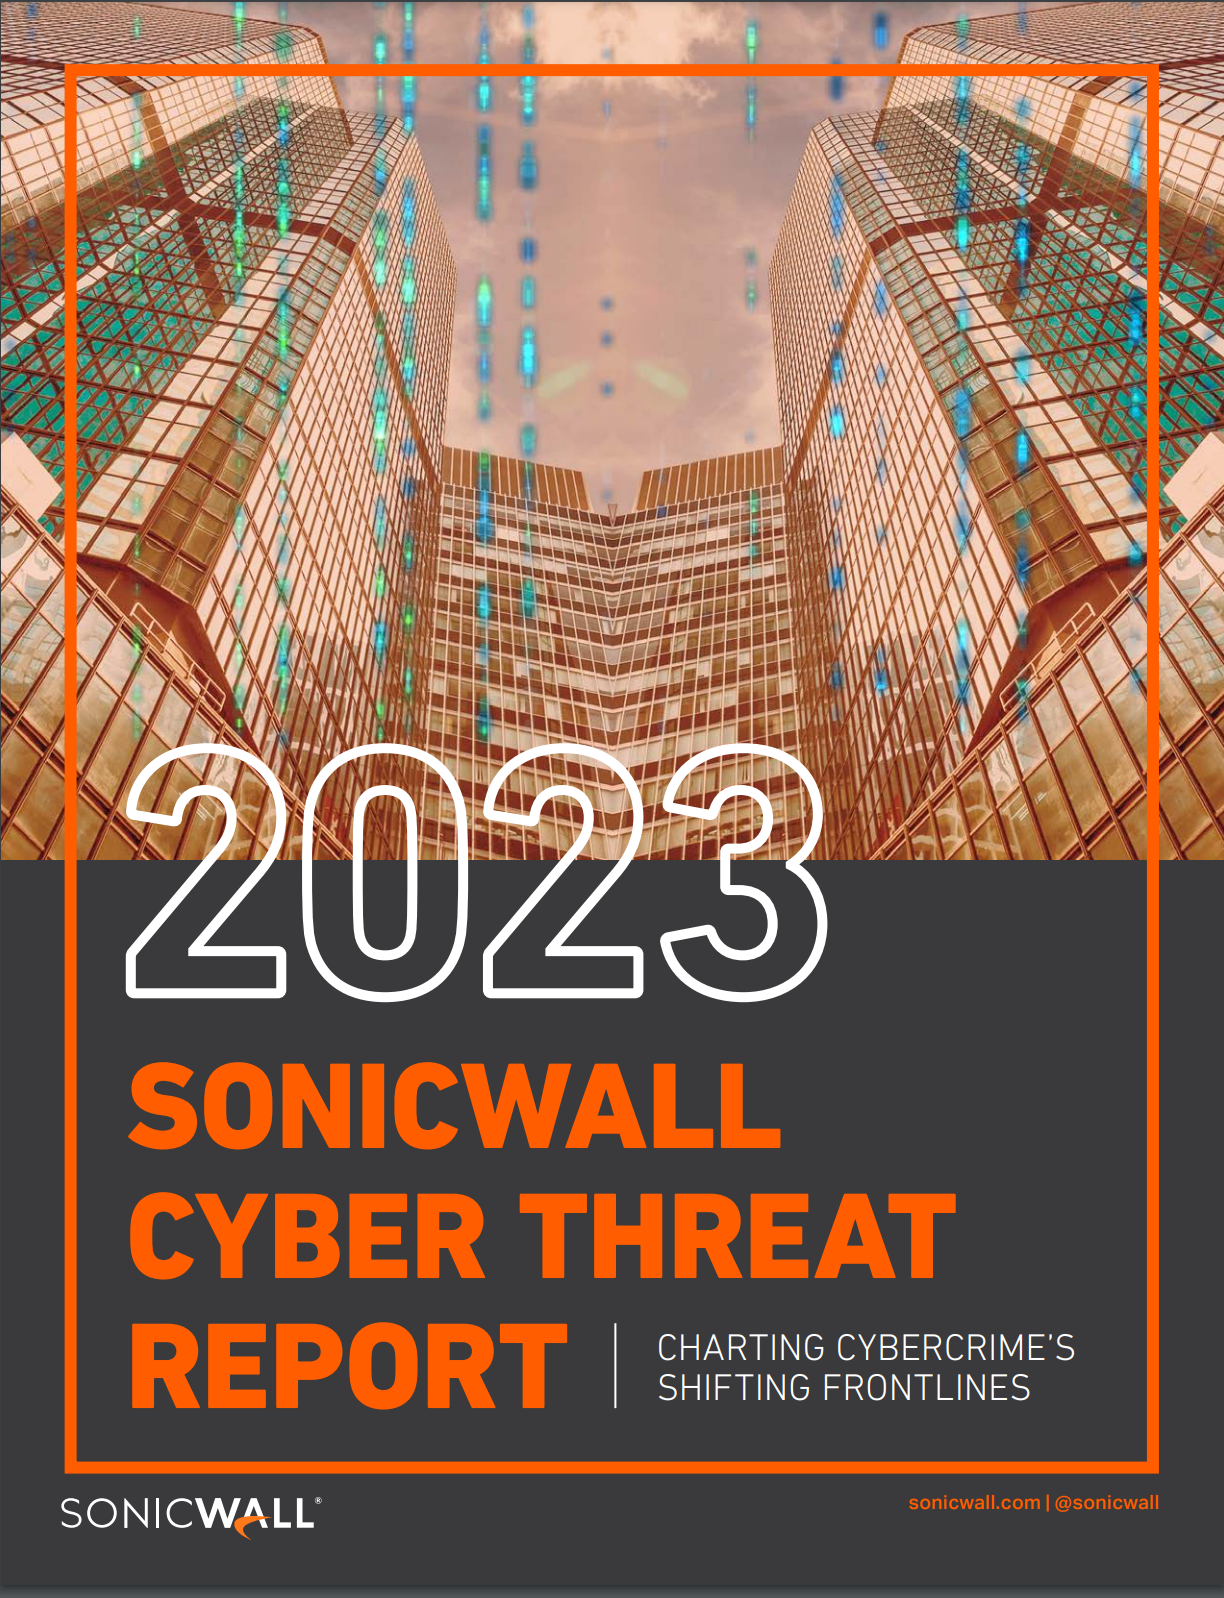 2023
SONICWALL
CYBER THREAT
REPORT
CHARTING CYBERCRIME'S
SHIFTING FRONTLINES
SONICWALL®
sonicwall.com | @sonicwall